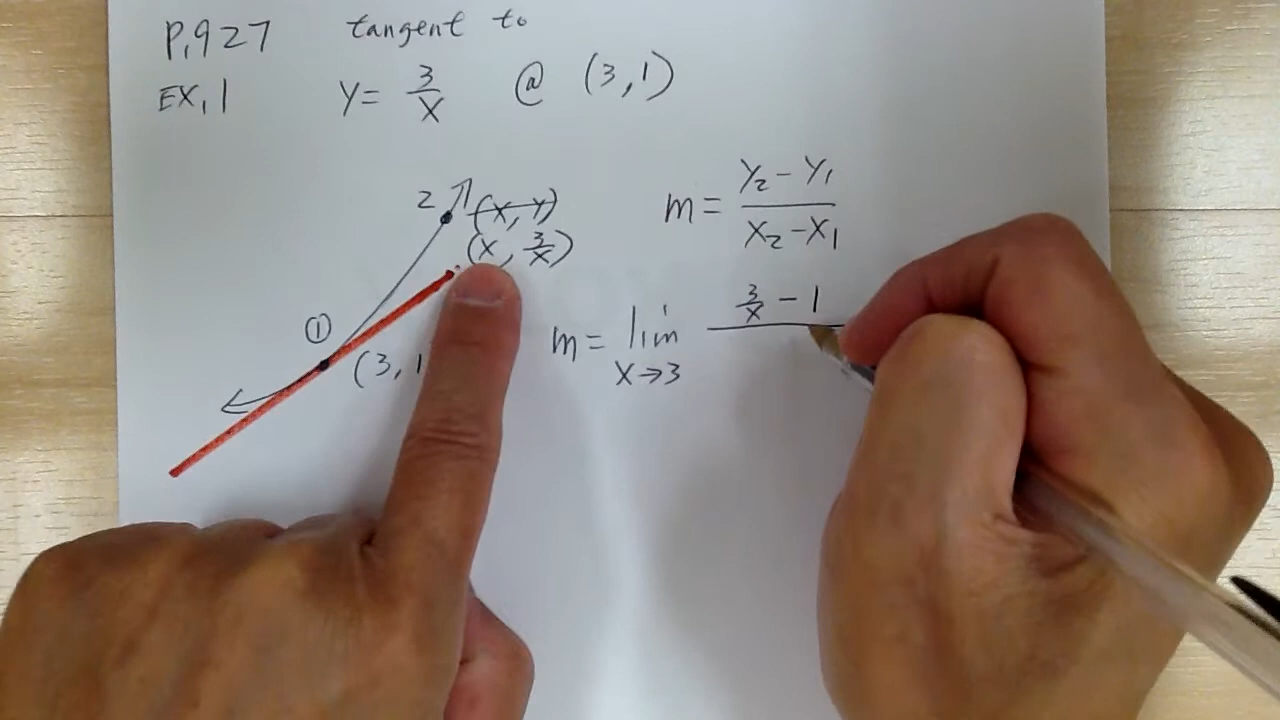 P,927 tangent to
EX,1 y= 3/x @ (3,1)
m= y₂-y₁ / x₂-x₁
2 (x, y)
(x, 3/x)
① (3,1
m= lim x→3 3/x - 1